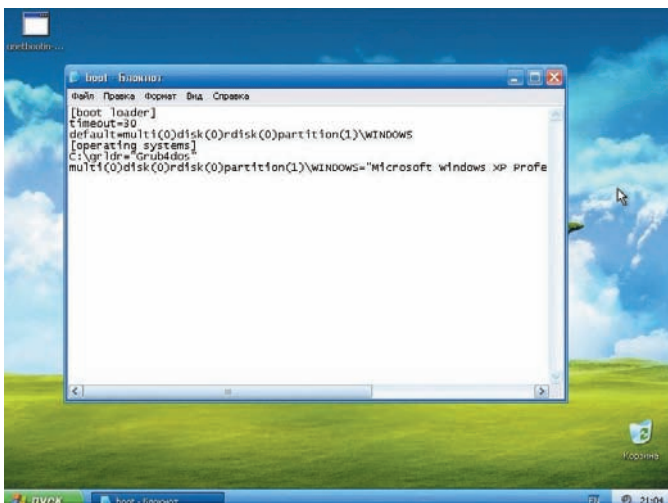 unetbootin-...
boot - Блокнот
Файл Правка Формат Вид Справка
[boot loader]
timeout=30
default=multi(0)disk(0)rdisk(0)partition(1)\WINDOWS
[operating systems]
C:\grldr="Grub4dos"
multi(0)disk(0)rdisk(0)partition(1)\WINDOWS="Microsoft Windows XP Profe
Корзина
пуск
boot - Блокнот
EN
21:04